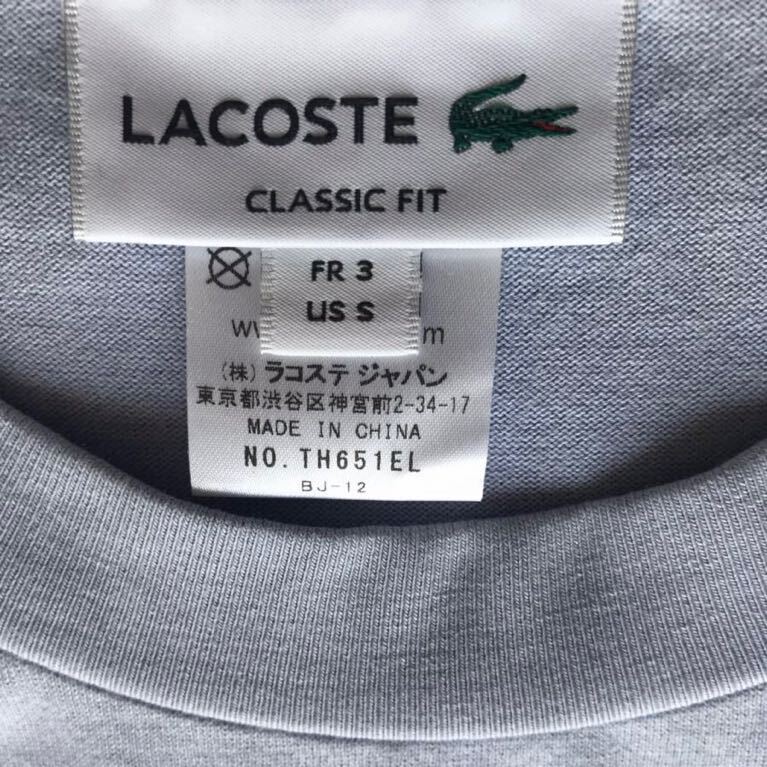 LACOSTE
CLASSIC FIT
FR 3
US S
(株) ラコステ ジャパン
東京都渋谷区神宮前2-34-17
MADE IN CHINA
NO. TH651EL
BJ-12